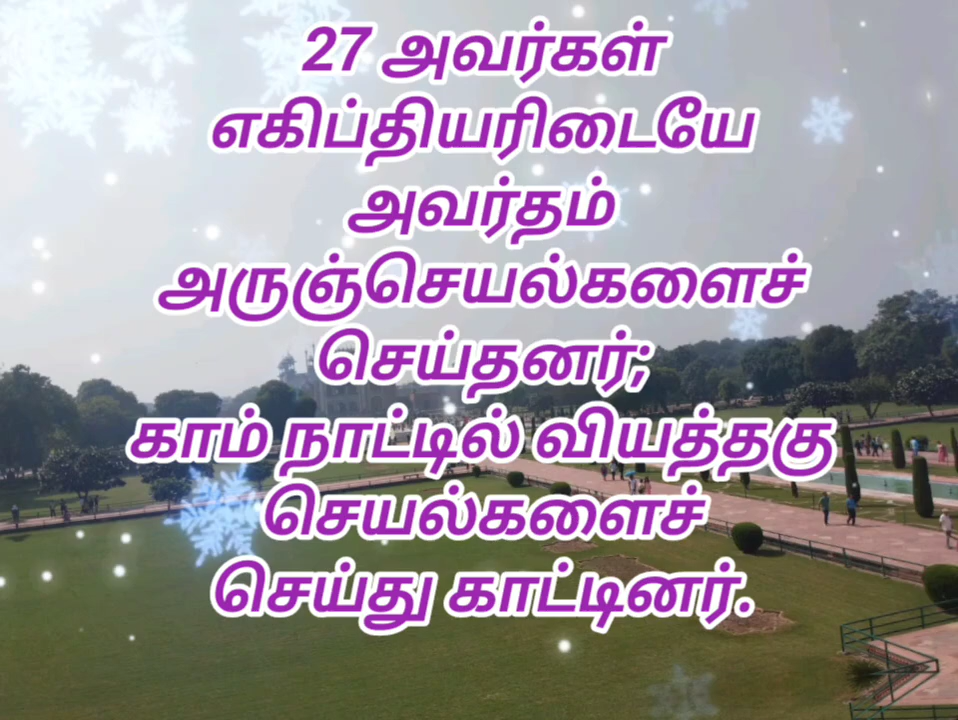 27 அவர்கள்
எகிப்தியரிடையே
அவர்தம்
அருஞ்செயல்களைச்
செய்தனர்;
காம் நாட்டில் வியத்தகு
செயல்களைச்
செய்து காட்டினர்.